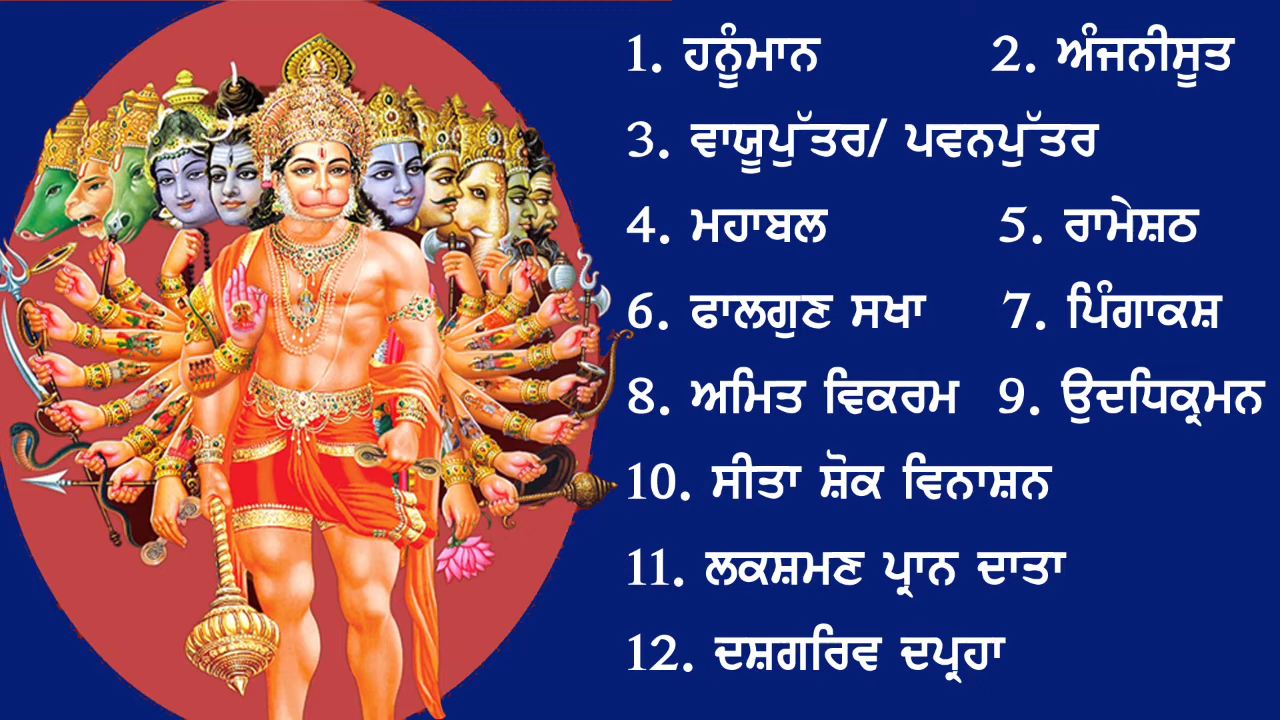 1. ਹਨੂੰਮਾਨ 2. ਅੰਜਨੀਸੂਤ
3. ਵਾਯੂਪੁੱਤਰ/ ਪਵਨਪੁੱਤਰ
4. ਮਹਾਬਲ 5. ਰਾਮੇਸ਼ਠ
6. ਫਾਲਗੁਣ ਸਖਾ 7. ਪਿੰਗਾਕਸ਼
8. ਅਮਿਤ ਵਿਕਰਮ 9. ਉਦਧਿਕ੍ਰਮਨ
10. ਸੀਤਾ ਸ਼ੋਕ ਵਿਨਾਸ਼ਨ
11. ਲਕਸ਼ਮਣ ਪ੍ਰਾਨ ਦਾਤਾ
12. ਦਸ਼ਗਰਿਵ ਦਪ੍ਰਹਾ